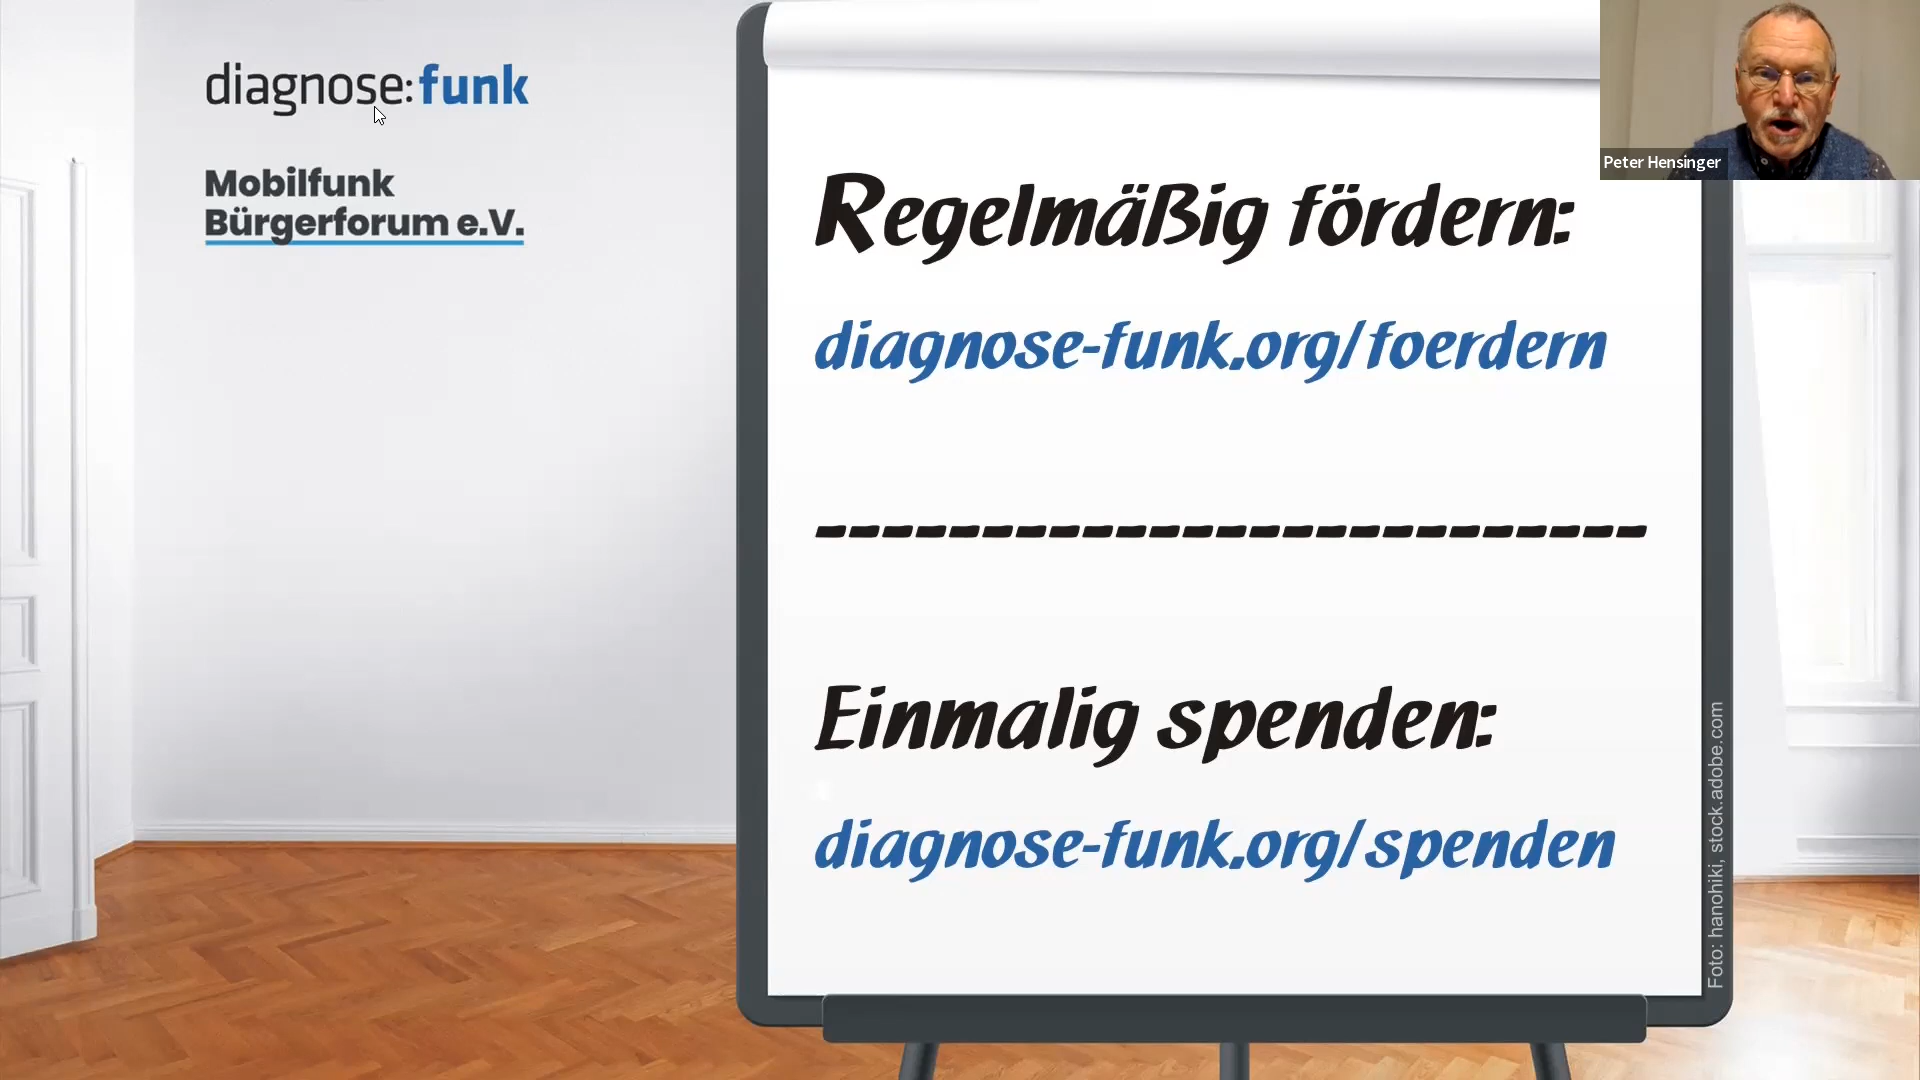 diagnose:funk
Mobilfunk
Bürgerforum e.V.
Regelmäßig fördern:
diagnose-funk.org/foerdern
-------------------------
Einmalig spenden:
diagnose-funk.org/spenden
Foto: hanohiki, stock.adobe.com
Peter Hensinger